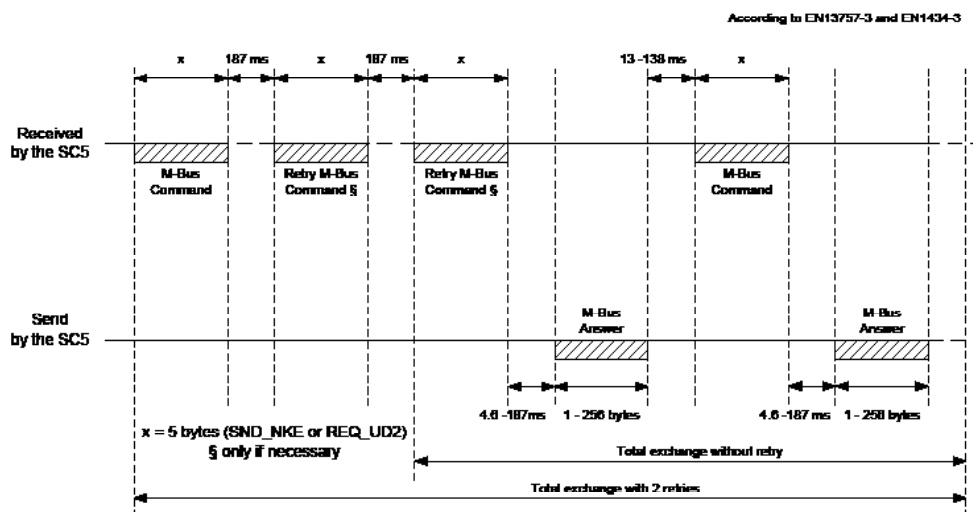 According to EN13757-3 and EN1434-3
x 187 ms x 187 ms x 13 -138 ms x
Received
by the SC5
M-Bus
Command
Retry M-Bus
Command §
Retry M-Bus
Command §
M-Bus
Command
Send
by the SC5
M-Bus
Answer
M-Bus
Answer
4.6 -187ms 1 - 256 bytes 4.6 -187 ms 1 - 256 bytes
x = 5 bytes (SND_NKE or REQ_UD2)
§ only if necessary
Total exchange without retry
Total exchange with 2 retries